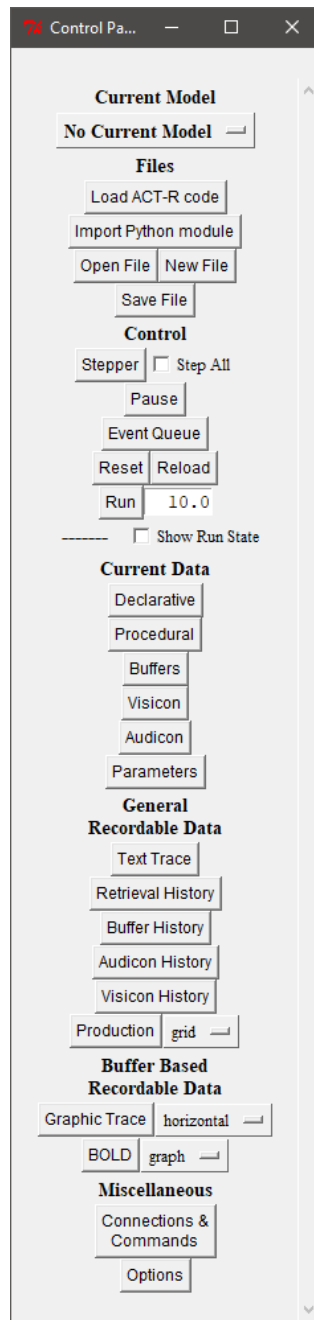 Control Pa...
Current Model
No Current Model
Files
Load ACT-R code
Import Python module
Open File New File
Save File
Control
Stepper Step All
Pause
Event Queue
Reset Reload
Run 10.0
------- Show Run State
Current Data
Declarative
Procedural
Buffers
Visicon
Audicon
Parameters
General
Recordable Data
Text Trace
Retrieval History
Buffer History
Audicon History
Visicon History
Production grid
Buffer Based
Recordable Data
Graphic Trace horizontal
BOLD graph
Miscellaneous
Connections &
Commands
Options